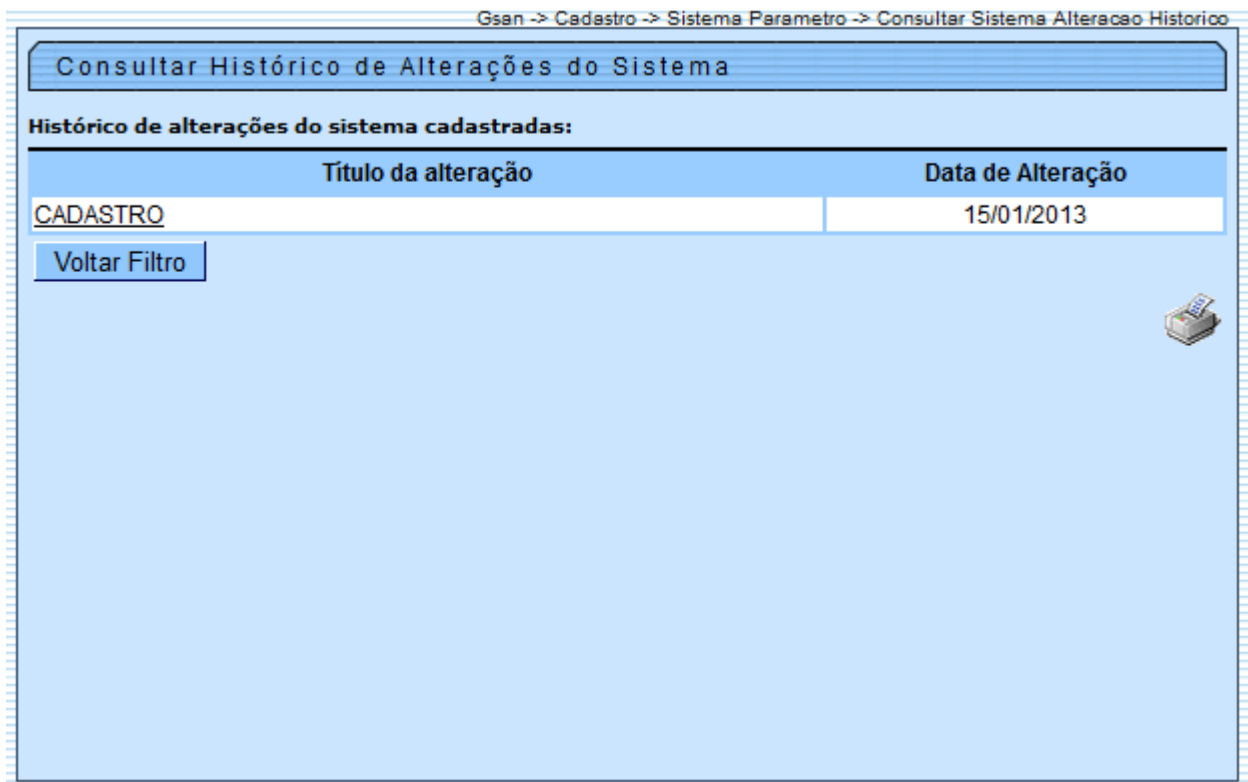 Gsan -> Cadastro -> Sistema Parametro -> Consultar Sistema Alteracao Historico
Consultar Histórico de Alterações do Sistema
Histórico de alterações do sistema cadastradas:
Título da alteração Data de Alteração
CADASTRO 15/01/2013
Voltar Filtro